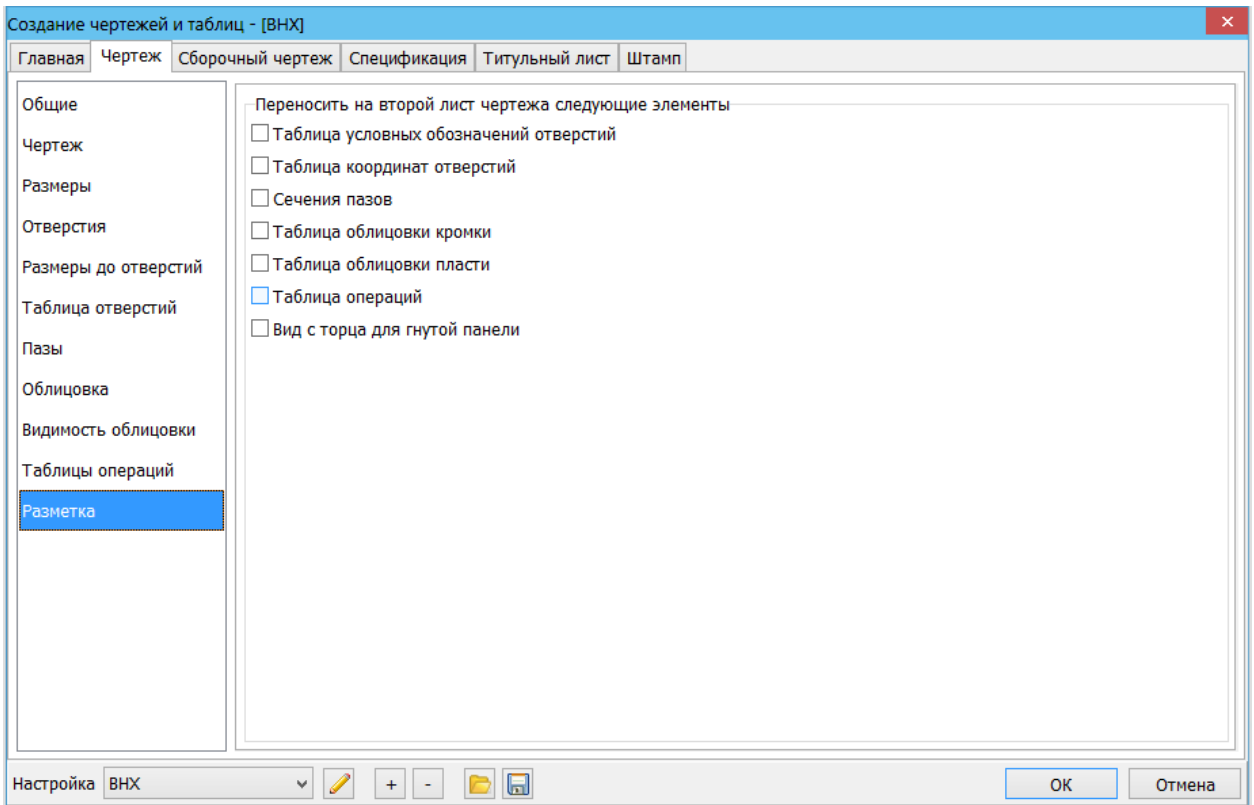 Создание чертежей и таблиц - [BHX]
Главная Чертеж Сборочный чертеж Спецификация Титульный лист Штамп
Общие
Чертеж
Размеры
Отверстия
Размеры до отверстий
Таблица отверстий
Пазы
Облицовка
Видимость облицовки
Таблицы операций
Разметка
Переносить на второй лист чертежа следующие элементы
Таблица условных обозначений отверстий
Таблица координат отверстий
Сечения пазов
Таблица облицовки кромки
Таблица облицовки пласти
Таблица операций
Вид с торца для гнутой панели
Настройка BHX + - OK Отмена